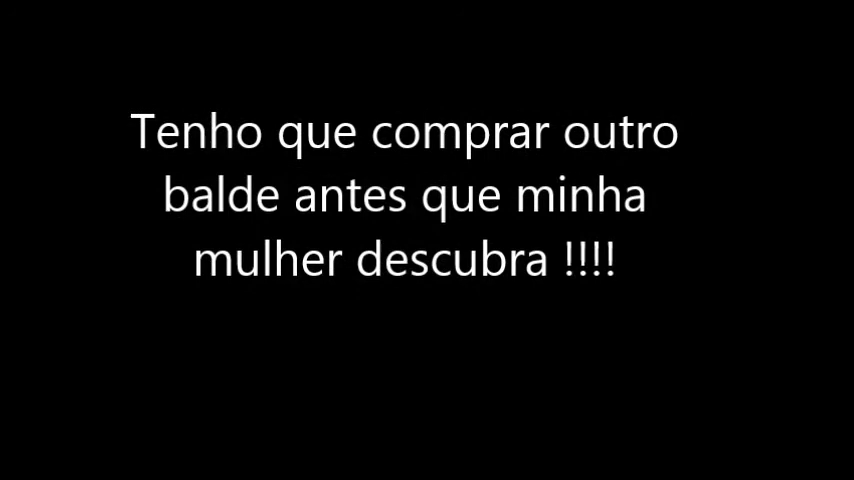 Tenho que comprar outro
balde antes que minha
mulher descubra !!!!